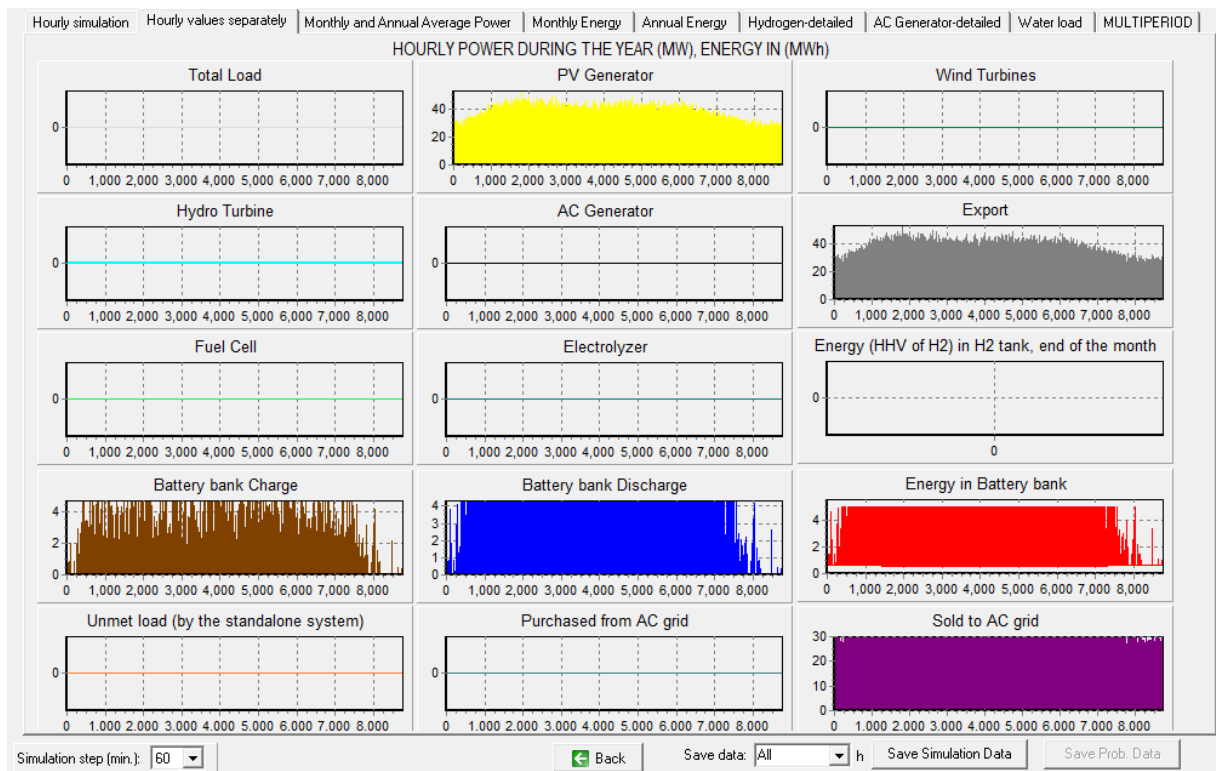 Hourly simulation Hourly values separately Monthly and Annual Average Power Monthly Energy Annual Energy Hydrogen-detailed AC Generator-detailed Water load MULTIPERIOD
HOURLY POWER DURING THE YEAR (MW), ENERGY IN (MWh)
Total Load
0
0 1,000 2,000 3,000 4,000 5,000 6,000 7,000 8,000
PV Generator
40
20
0
0 1,000 2,000 3,000 4,000 5,000 6,000 7,000 8,000
Wind Turbines
0
0 1,000 2,000 3,000 4,000 5,000 6,000 7,000 8,000
Hydro Turbine
0
0 1,000 2,000 3,000 4,000 5,000 6,000 7,000 8,000
AC Generator
0
0 1,000 2,000 3,000 4,000 5,000 6,000 7,000 8,000
Export
40
20
0
0 1,000 2,000 3,000 4,000 5,000 6,000 7,000 8,000
Fuel Cell
0
0 1,000 2,000 3,000 4,000 5,000 6,000 7,000 8,000
Electrolyzer
0
0 1,000 2,000 3,000 4,000 5,000 6,000 7,000 8,000
Energy (HHV of H2) in H2 tank, end of the month
0
0
Battery bank Charge
4
2
0
0 1,000 2,000 3,000 4,000 5,000 6,000 7,000 8,000
Battery bank Discharge
4
3
2
1
0
0 1,000 2,000 3,000 4,000 5,000 6,000 7,000 8,000
Energy in Battery bank
4
2
0
0 1,000 2,000 3,000 4,000 5,000 6,000 7,000 8,000
Unmet load (by the standalone system)
0
0 1,000 2,000 3,000 4,000 5,000 6,000 7,000 8,000
Purchased from AC grid
0
0 1,000 2,000 3,000 4,000 5,000 6,000 7,000 8,000
Sold to AC grid
30
20
10
0
0 1,000 2,000 3,000 4,000 5,000 6,000 7,000 8,000
Simulation step (min.): 60 Back Save data: All h Save Simulation Data Save Prob. Data